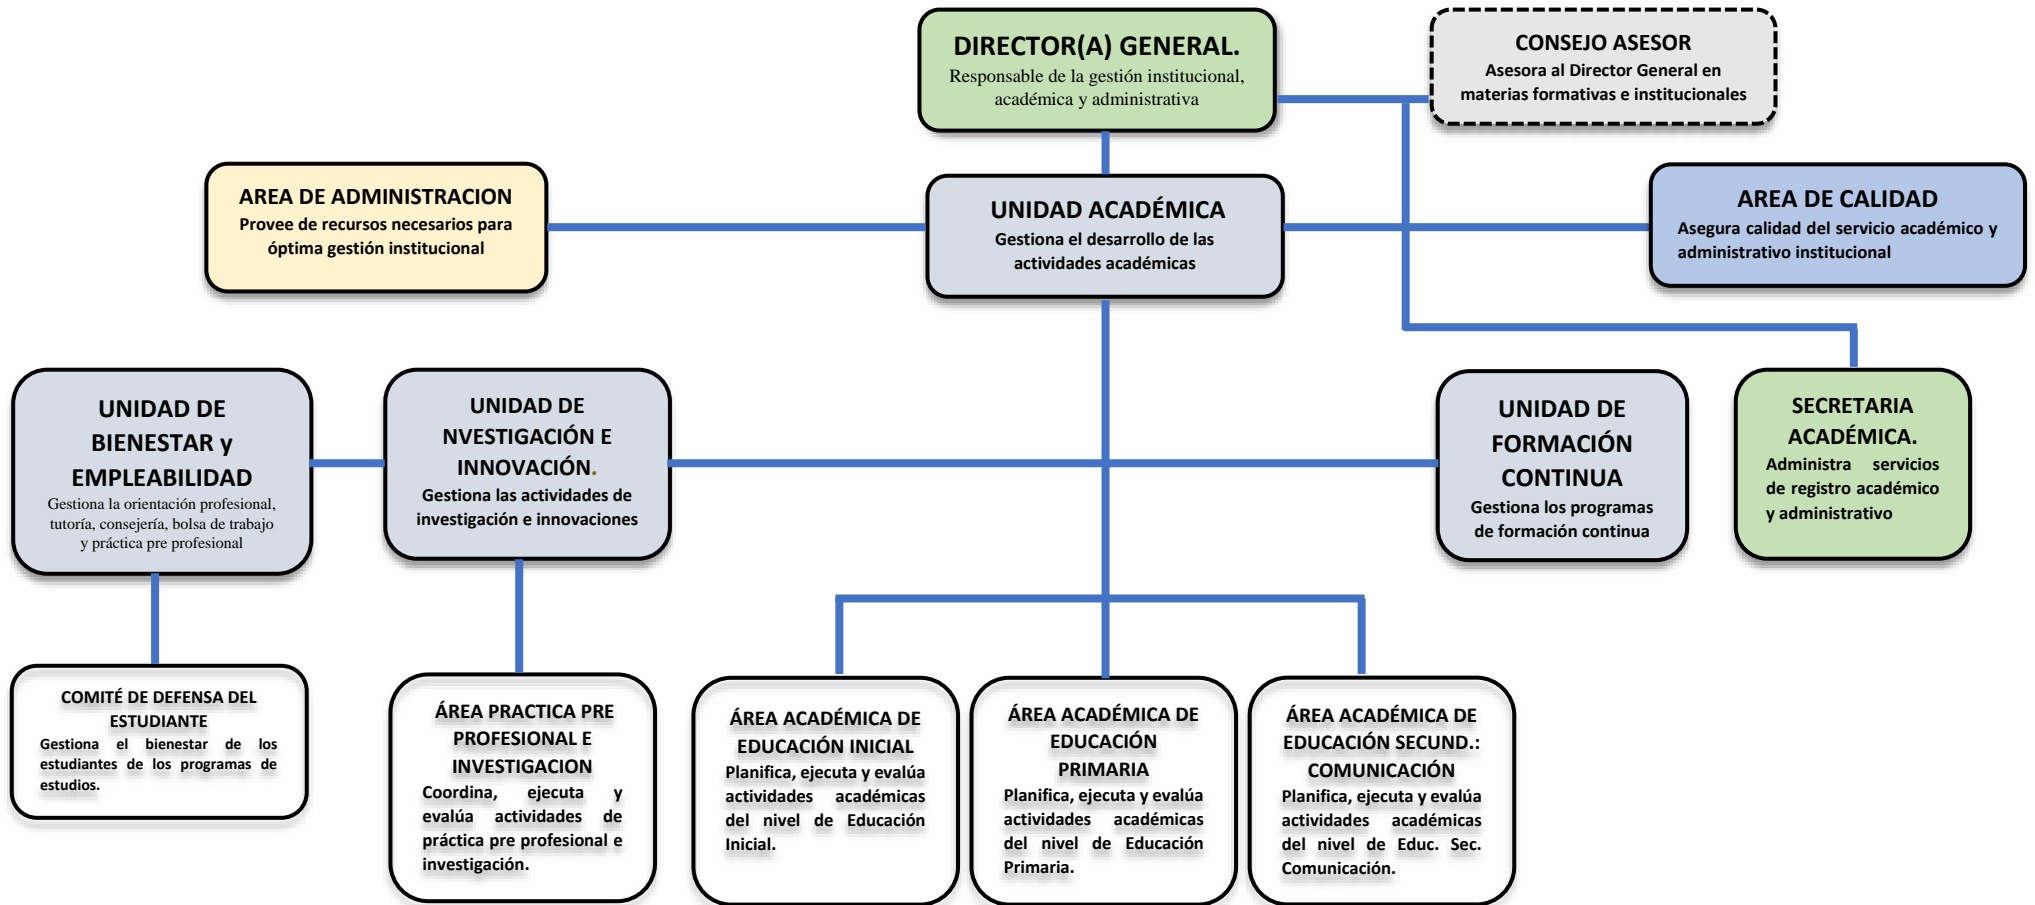 DIRECTOR(A) GENERAL.
Responsable de la gestión institucional,
académica y administrativa
CONSEJO ASESOR
Asesora al Director General en
materias formativas e institucionales
AREA DE ADMINISTRACION
Provee de recursos necesarios para
óptima gestión institucional
UNIDAD ACADÉMICA
Gestiona el desarrollo de las
actividades académicas
AREA DE CALIDAD
Asegura calidad del servicio académico y
administrativo institucional
UNIDAD DE
BIENESTAR y
EMPLEABILIDAD
Gestiona la orientación profesional,
tutoría, consejería, bolsa de trabajo
y práctica pre profesional
UNIDAD DE
NVESTIGACIÓN E
INNOVACIÓN.
Gestiona las actividades de
investigación e innovaciones
UNIDAD DE
FORMACIÓN
CONTINUA
Gestiona los programas
de formación continua
SECRETARIA
ACADÉMICA.
Administra servicios
de registro académico
y administrativo
COMITÉ DE DEFENSA DEL
ESTUDIANTE
Gestiona el bienestar de los
estudiantes de los programas de
estudios.
ÁREA PRACTICA PRE
PROFESIONAL E
INVESTIGACION
Coordina, ejecuta y
evalúa actividades de
práctica pre profesional e
investigación.
ÁREA ACADÉMICA DE
EDUCACIÓN INICIAL
Planifica, ejecuta y evalúa
actividades académicas
del nivel de Educación
Inicial.
ÁREA ACADÉMICA DE
EDUCACIÓN
PRIMARIA
Planifica, ejecuta y evalúa
actividades académicas
del nivel de Educación
Primaria.
ÁREA ACADÉMICA DE
EDUCACIÓN SECUND.:
COMUNICACIÓN
Planifica, ejecuta y evalúa
actividades académicas
del nivel de Educ. Sec.
Comunicación.